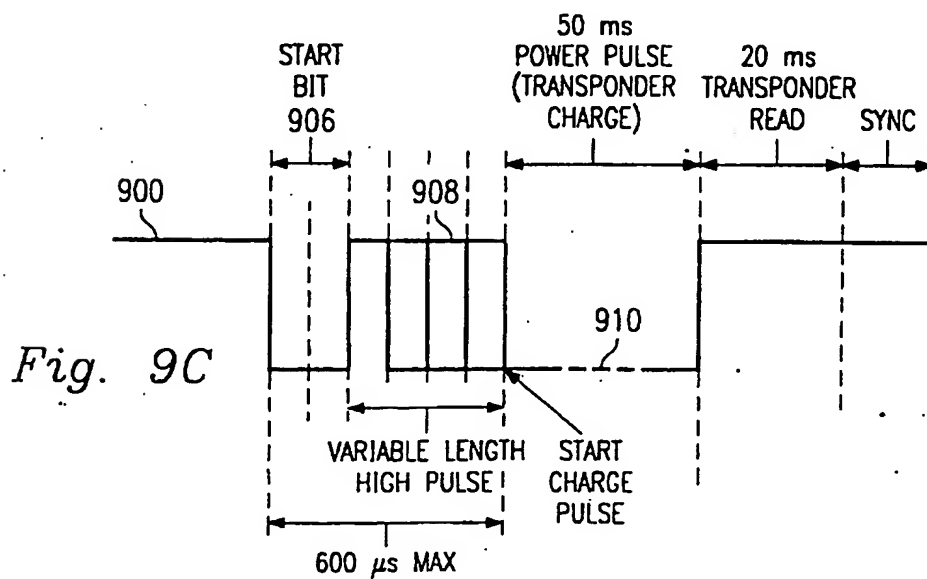 50 ms
POWER PULSE
(TRANSPONDER
CHARGE)
START
BIT
906
20 ms
TRANSPONDER
READ
SYNC
900
908
910
Fig. 9C
VARIABLE LENGTH
HIGH PULSE
START
CHARGE
PULSE
600 μs MAX